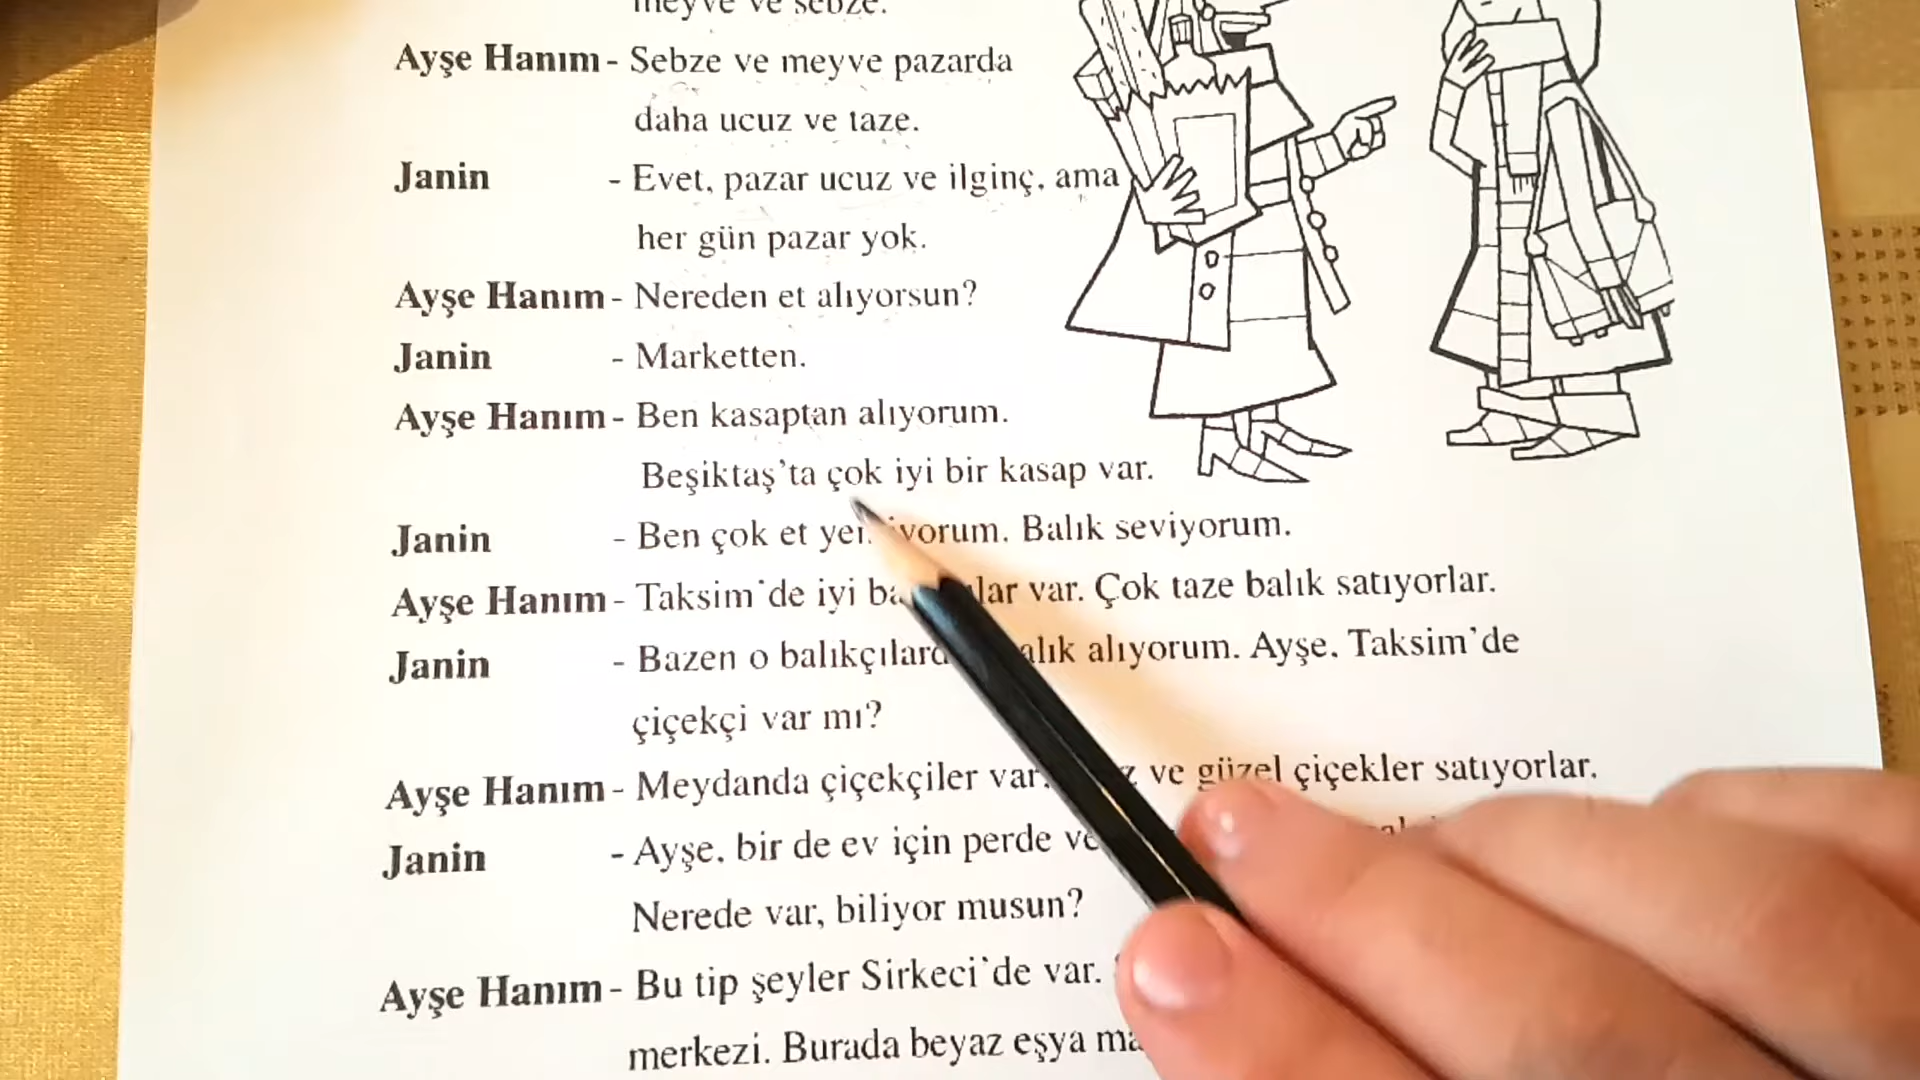 meyve ve sebze.
Ayşe Hanım - Sebze ve meyve pazarda
daha ucuz ve taze.
Janin - Evet, pazar ucuz ve ilginç, ama
her gün pazar yok.
Ayşe Hanım - Nereden et alıyorsun?
Janin - Marketten.
Ayşe Hanım - Ben kasaptan alıyorum.
Beşiktaş'ta çok iyi bir kasap var.
Janin - Ben çok et Balık seviyorum.
Ayşe Hanım - Taksim'de iyi var. Çok taze balık satıyorlar.
Janin - Bazen o alıyorum. Ayşe, Taksim'de
çiçekçi var mı?
Ayşe Hanım - Meydanda çiçekçiler var. ve güzel çiçekler satıyorlar.
Janin - Ayşe, bir de ev için perde
Nerede var, biliyor musun?
Ayşe Hanım - Bu tip şeyler Sirkeci'de var.
merkezi. Burada beyaz eşya